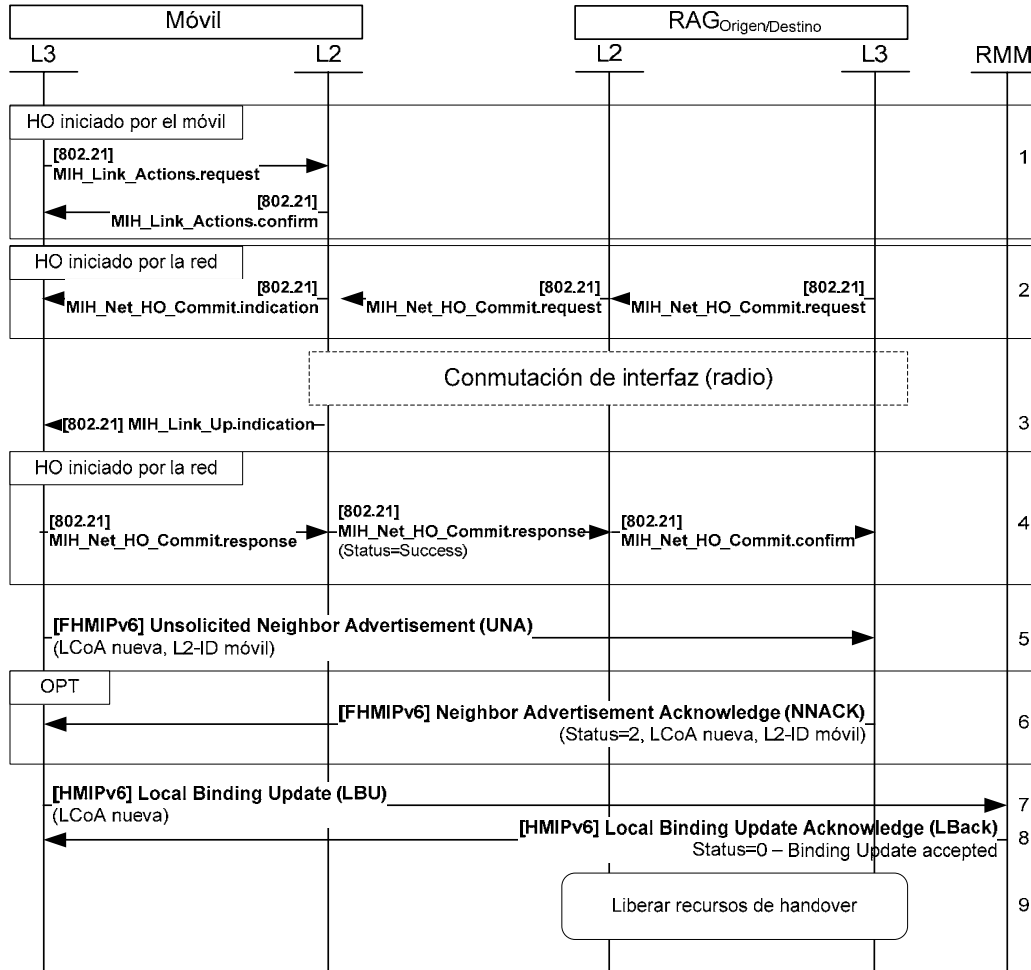 Móvil
RAGOrigen/Destino
L3
L2
L2
L3
RMM
HO iniciado por el móvil
[802.21]
MIH_Link_Actions.request
1
[802.21]
MIH_Link_Actions.confirm
HO iniciado por la red
[802.21]
MIH_Net_HO_Commit.indication
[802.21]
MIH_Net_HO_Commit.request
[802.21]
MIH_Net_HO_Commit.request
2
Conmutación de interfaz (radio)
[802.21] MIH_Link_Up.indication
3
HO iniciado por la red
[802.21]
MIH_Net_HO_Commit.response
[802.21]
MIH_Net_HO_Commit.response
(Status=Success)
[802.21]
MIH_Net_HO_Commit.confirm
4
[FHMIPv6] Unsolicited Neighbor Advertisement (UNA)
(LCoA nueva, L2-ID móvil)
5
OPT
[FHMIPv6] Neighbor Advertisement Acknowledge (NNACK)
(Status=2, LCoA nueva, L2-ID móvil)
6
[HMIPv6] Local Binding Update (LBU)
(LCoA nueva)
7
[HMIPv6] Local Binding Update Acknowledge (LBack)
Status=0 – Binding Update accepted
8
Liberar recursos de handover
9